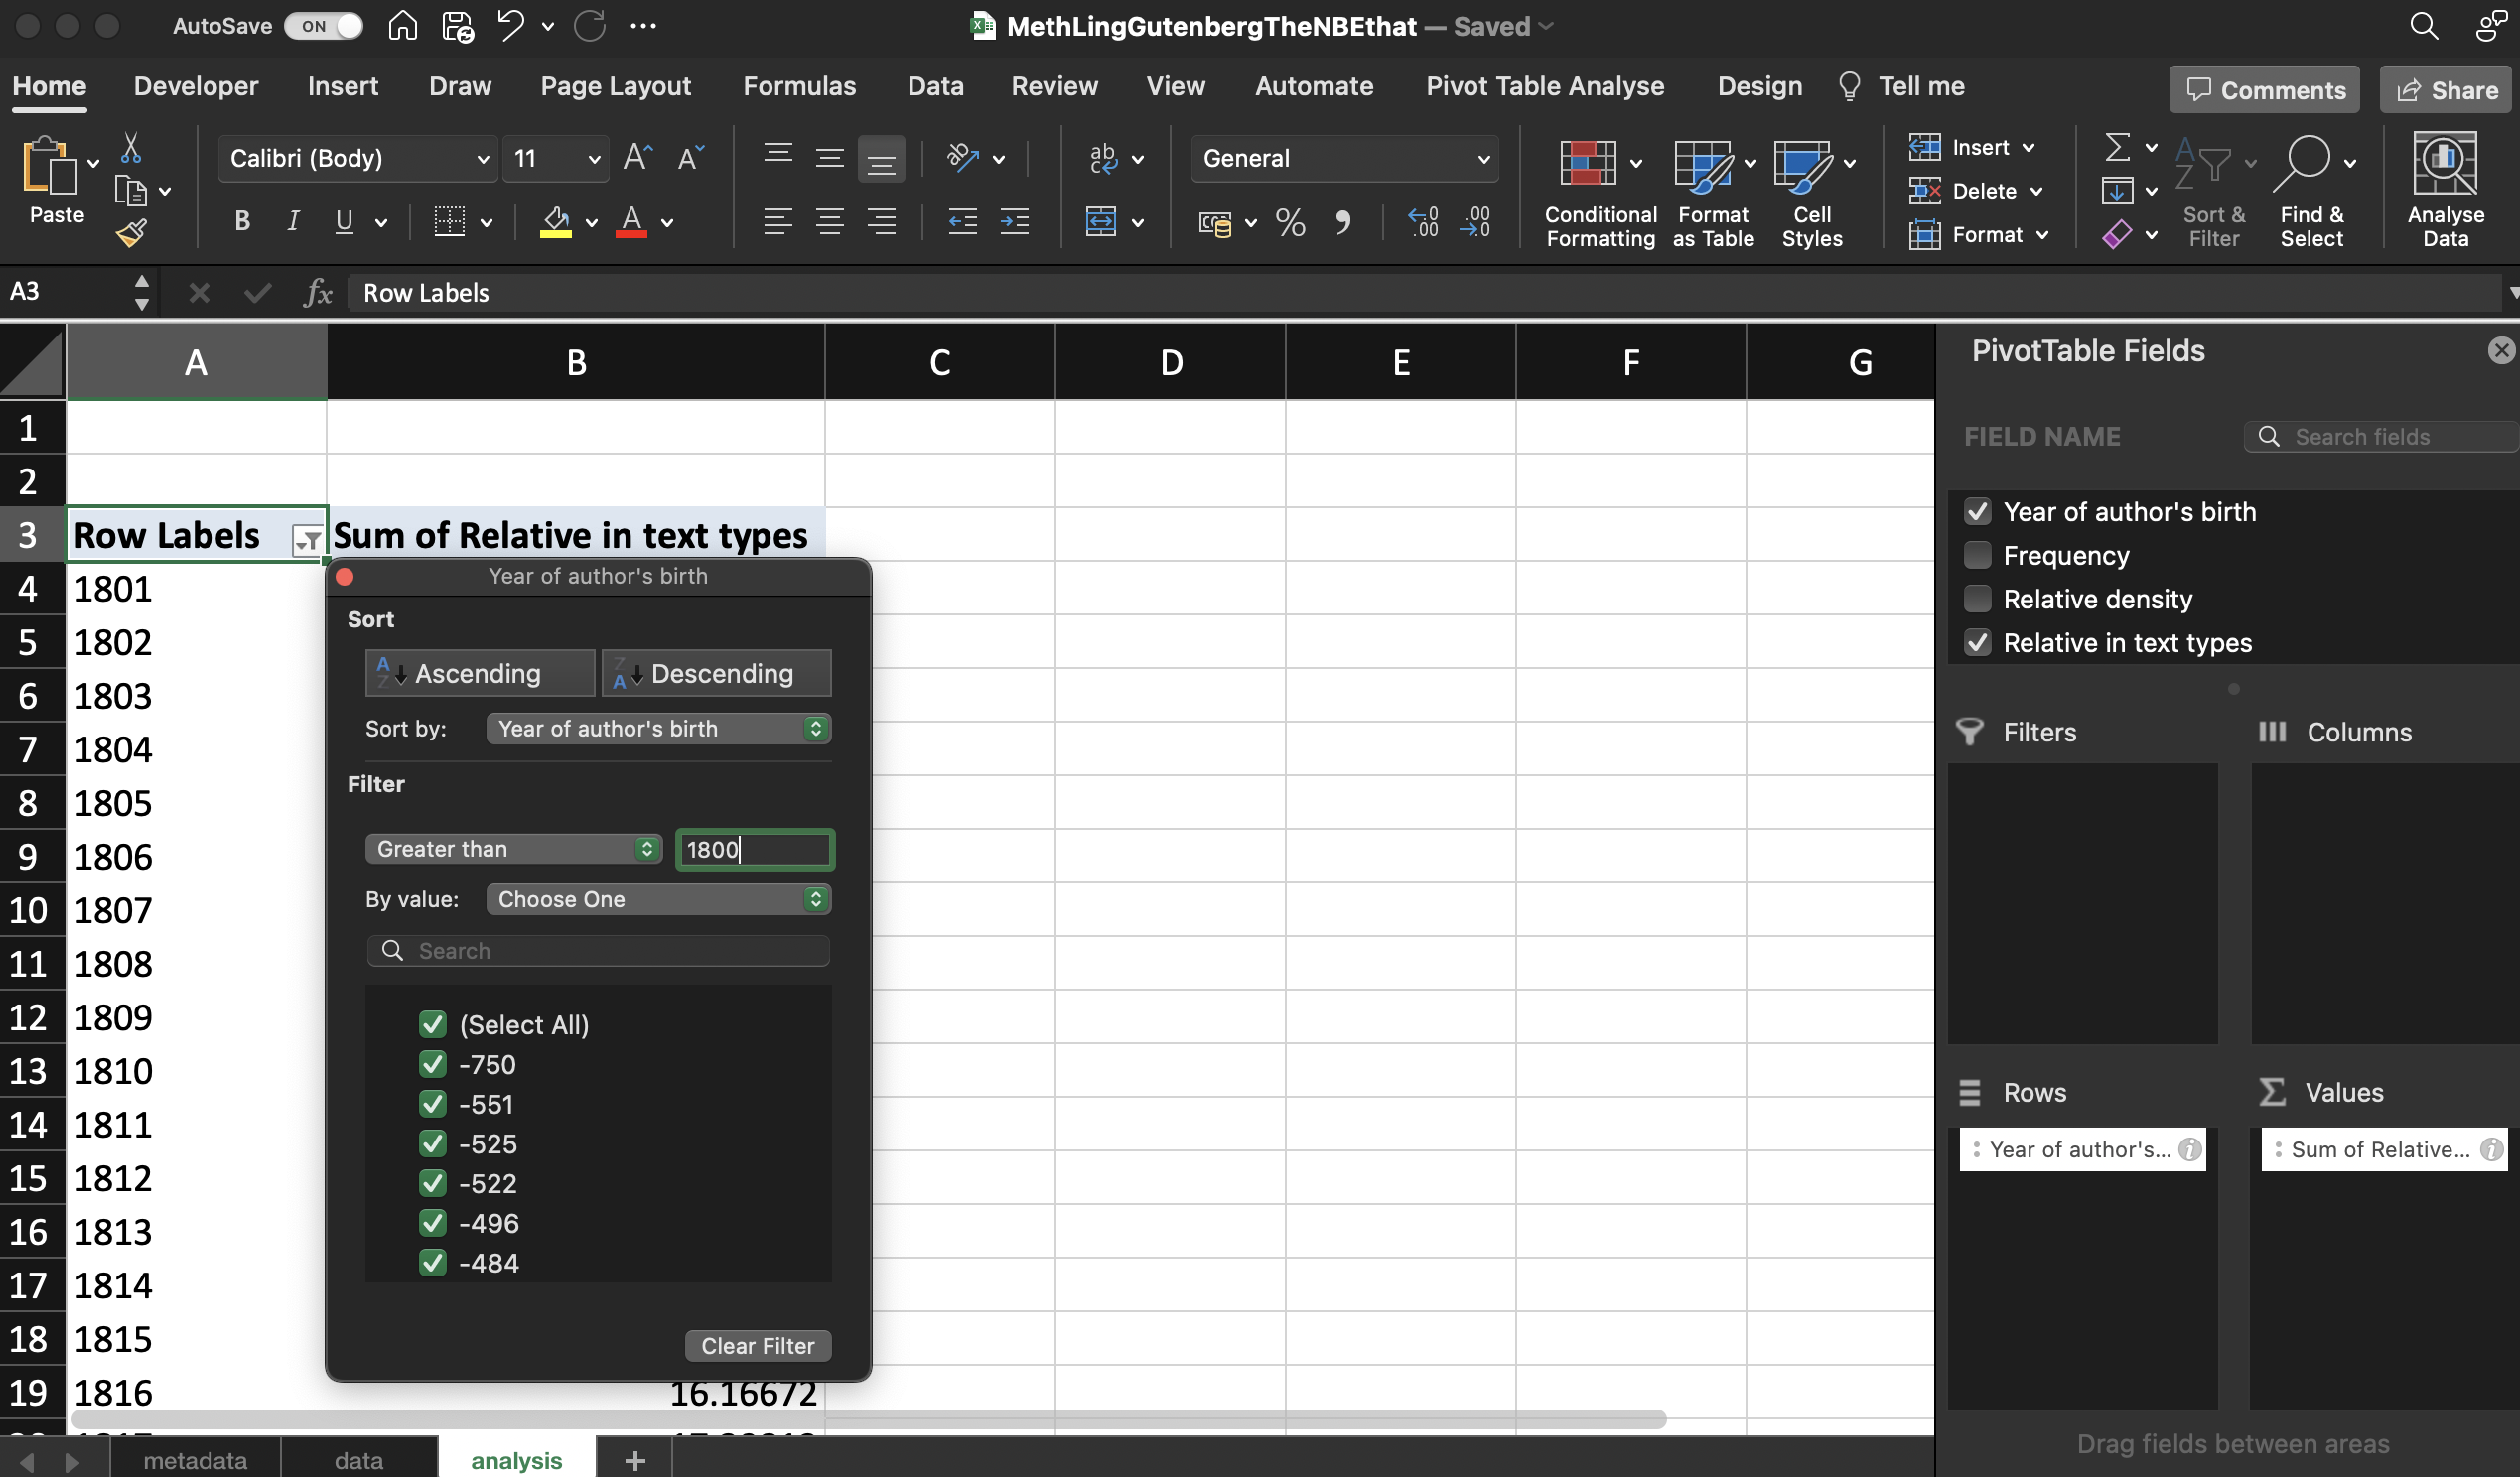 AutoSave ON MethLingGutenbergTheNBEthat — Saved
Home Developer Insert Draw Page Layout Formulas Data Review View Automate Pivot Table Analyse Design Tell me Comments Share
Paste Calibri (Body) 11 General Conditional Formatting Format as Table Cell Styles Insert Delete Format Sort & Filter Find & Select Analyse Data
A3 fx Row Labels
A B C D E F G
PivotTable Fields
FIELD NAME Search fields
Year of author's birth
Frequency
Relative density
Relative in text types
Filters Columns
Rows Values
Year of author's... Sum of Relative...
Drag fields between areas
1
2
3 Row Labels Sum of Relative in text types
4 1801
5 1802
6 1803
7 1804
8 1805
9 1806
10 1807
11 1808
12 1809
13 1810
14 1811
15 1812
16 1813
17 1814
18 1815
19 1816 16.16672
Year of author's birth
Sort
Ascending Descending
Sort by: Year of author's birth
Filter
Greater than 1800
By value: Choose One
Search
(Select All)
-750
-551
-525
-522
-496
-484
Clear Filter
metadata data analysis +